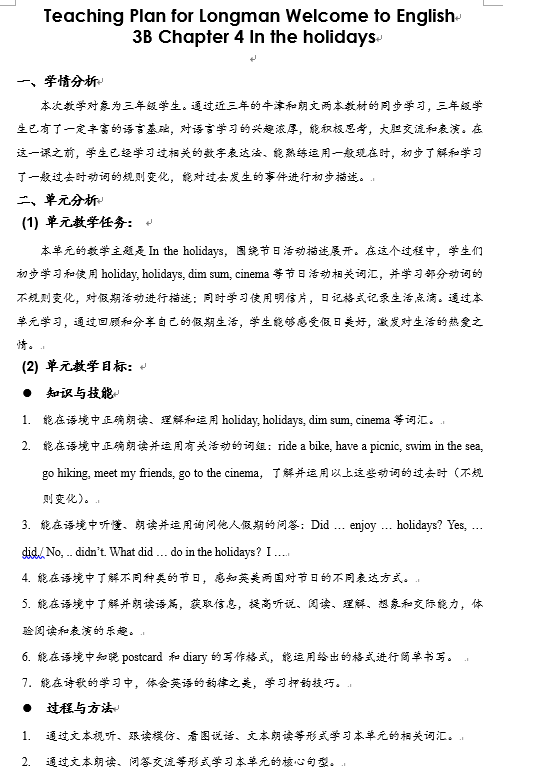 Teaching Plan for Longman Welcome to English
3B Chapter 4 In the holidays
一、学情分析
本次教学对象为三年级学生。通过近三年的牛津和朗文两本教材的同步学习，三年级学
生已有了一定丰富的语言基础，对语言学习的兴趣浓厚，能积极思考，大胆交流和表演。在
这一课之前，学生已经学习过相关的数字表达法、能熟练运用一般现在时，初步了解和学习
了一般过去时动词的规则变化，能对过去发生的事件进行初步描述。
二、单元分析
(1) 单元教学任务：
本单元的教学主题是 In the holidays，围绕节日活动描述展开。在这个过程中，学生们
初步学习和使用 holiday, holidays, dim sum, cinema 等节日活动相关词汇，并学习部分动词的
不规则变化，对假期活动进行描述；同时学习使用明信片，日记格式记录生活点滴。通过本
单元学习，通过回顾和分享自己的假期生活，学生能够感受假日美好，激发对生活的热爱之
情。
(2) 单元教学目标：
● 知识与技能
1. 能在语境中正确朗读、理解和运用 holiday, holidays, dim sum, cinema 等词汇。
2. 能在语境中正确朗读并运用有关活动的词组：ride a bike, have a picnic, swim in the sea,
go hiking, meet my friends, go to the cinema，了解并运用以上这些动词的过去时（不规
则变化）。
3. 能在语境中听懂、朗读并运用询问他人假期的问答：Did … enjoy … holidays? Yes, …
did./ No, .. didn’t. What did … do in the holidays? I ….
4. 能在语境中了解不同种类的节日，感知英美两国对节日的不同表达方式。
5. 能在语境中了解并朗读语篇，获取信息，提高听说、阅读、理解、想象和交际能力，体
验阅读和表演的乐趣。
6. 能在语境中知晓 postcard 和 diary 的写作格式，能运用给出的格式进行简单书写。
7. 能在诗歌的学习中，体会英语的韵律之美，学习押韵技巧。
● 过程与方法
1. 通过文本视听、跟读模仿、看图说话、文本朗读等形式学习本单元的相关词汇。
2. 通过文本朗读、问答交流等形式学习本单元的核心句型。